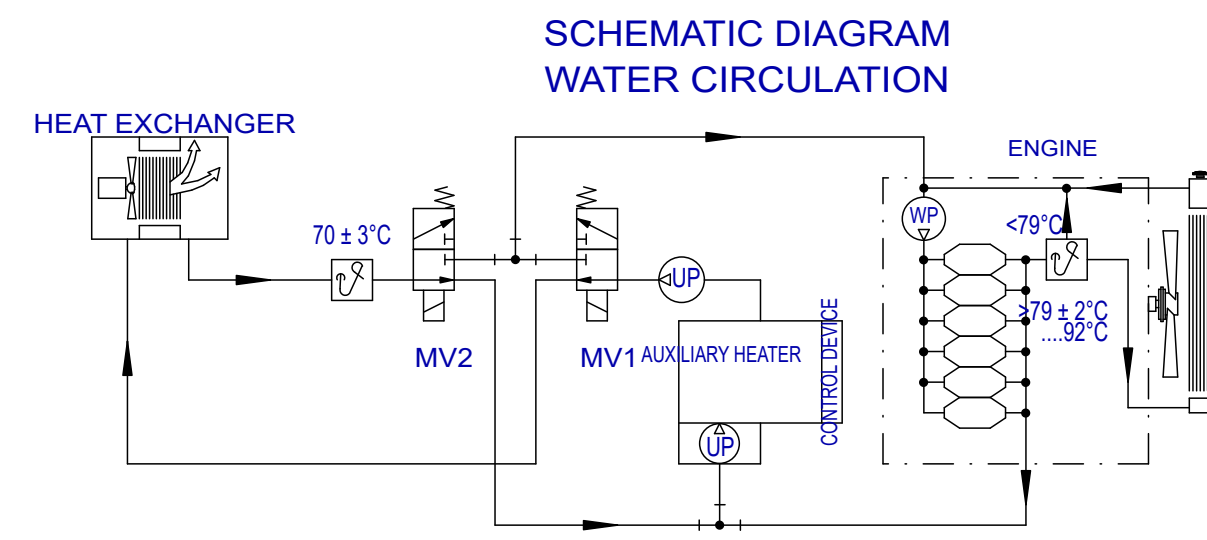 SCHEMATIC DIAGRAM
WATER CIRCULATION
HEAT EXCHANGER
ENGINE
WP
<79°C
70 ± 3°C
UP
>79 ± 2°C
....92°C
MV2
MV1
AUXILIARY HEATER
CONTROL DEVICE
UP